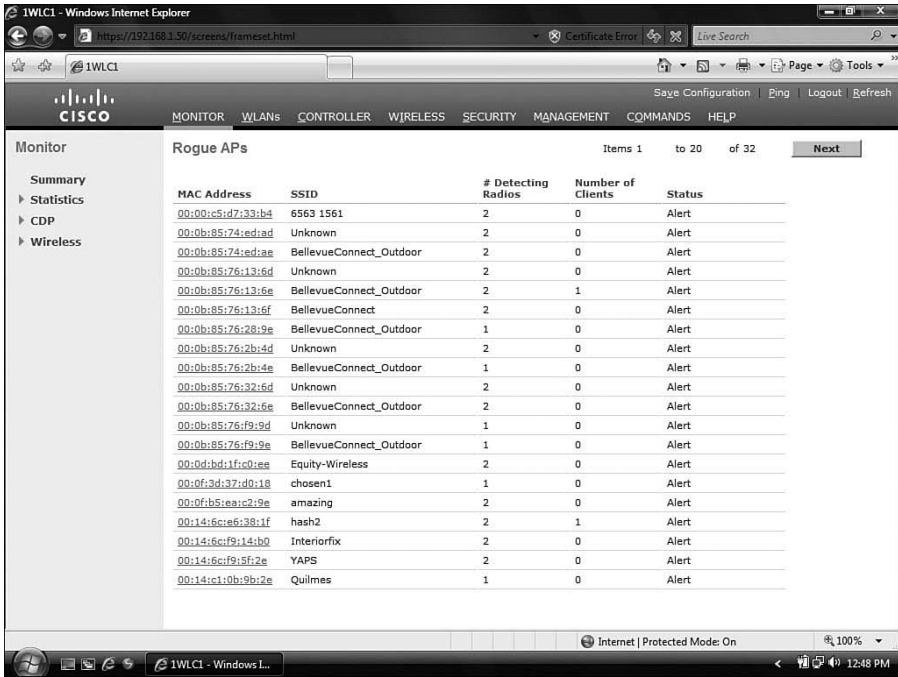 1WLC1 - Windows Internet Explorer
https://192.168.1.50/screens/frameset.html Certificate Error Live Search
1WLC1 Page Tools
Save Configuration | Ping | Logout | Refresh
CISCO MONITOR WLANs CONTROLLER WIRELESS SECURITY MANAGEMENT COMMANDS HELP
Monitor
Summary
Statistics
CDP
Wireless
Rogue APs Items 1 to 20 of 32 Next
MAC Address SSID # Detecting Radios Number of Clients Status
00:00:c5:d7:33:b4 6563 1561 2 0 Alert
00:0b:85:74:ed:ad Unknown 2 0 Alert
00:0b:85:74:ed:ae BellevueConnect_Outdoor 2 0 Alert
00:0b:85:76:13:6d Unknown 2 0 Alert
00:0b:85:76:13:6e BellevueConnect_Outdoor 2 1 Alert
00:0b:85:76:13:6f BellevueConnect 2 0 Alert
00:0b:85:76:28:9e BellevueConnect_Outdoor 1 0 Alert
00:0b:85:76:2b:4d Unknown 2 0 Alert
00:0b:85:76:2b:4e BellevueConnect_Outdoor 1 0 Alert
00:0b:85:76:32:6d Unknown 2 0 Alert
00:0b:85:76:32:6e BellevueConnect_Outdoor 2 0 Alert
00:0b:85:76:f9:9d Unknown 1 0 Alert
00:0b:85:76:f9:9e BellevueConnect_Outdoor 1 0 Alert
00:0d:bd:1f:c0:ee Equity-Wireless 2 0 Alert
00:0f:3d:37:d0:18 chosen1 1 0 Alert
00:0f:b5:ea:c2:9e amazing 2 0 Alert
00:14:6c:e6:38:1f hash2 2 1 Alert
00:14:6c:f9:14:b0 Interiorfix 2 0 Alert
00:14:6c:f9:5f:2e YAPS 2 0 Alert
00:14:c1:0b:9b:2e Quilmes 1 0 Alert
Internet | Protected Mode: On 100%
1WLC1 - Windows I... 12:48 PM